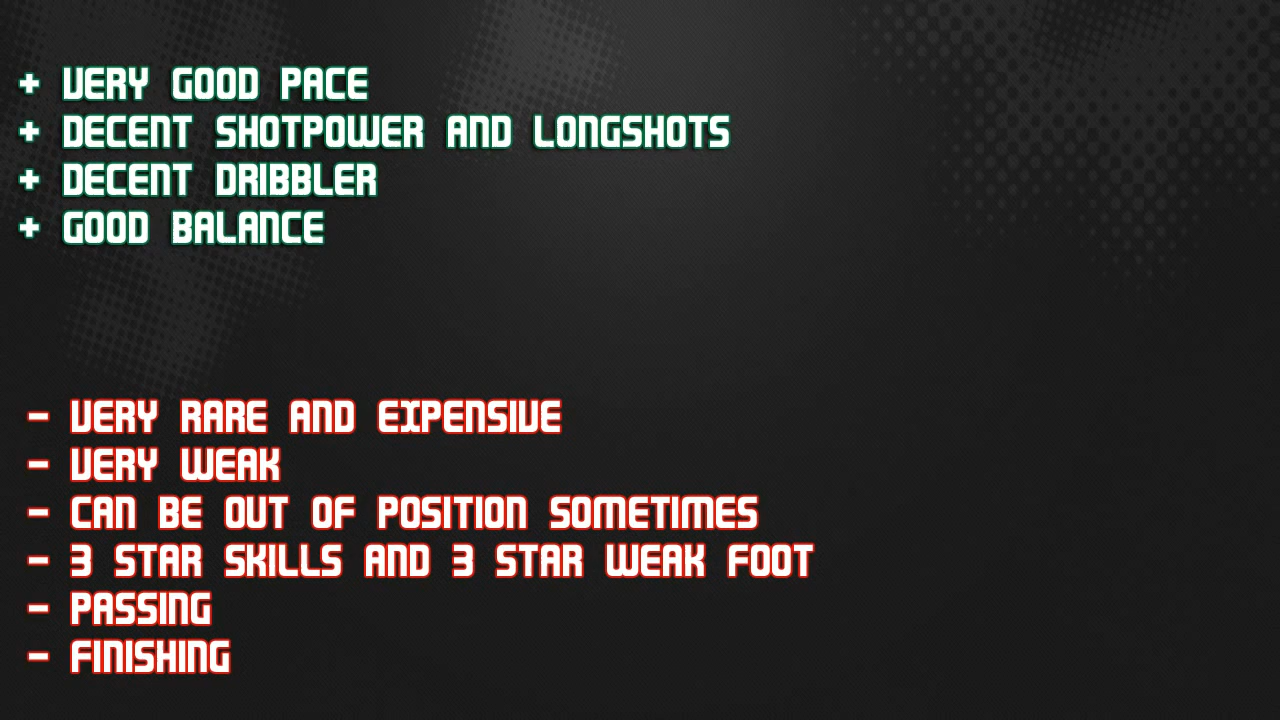 + VERY GOOD PACE
+ DECENT SHOTPOWER AND LONGSHOTS
+ DECENT DRIBBLER
+ GOOD BALANCE
- VERY RARE AND EXPENSIVE
- VERY WEAK
- CAN BE OUT OF POSITION SOMETIMES
- 3 STAR SKILLS AND 3 STAR WEAK FOOT
- PASSING
- FINISHING